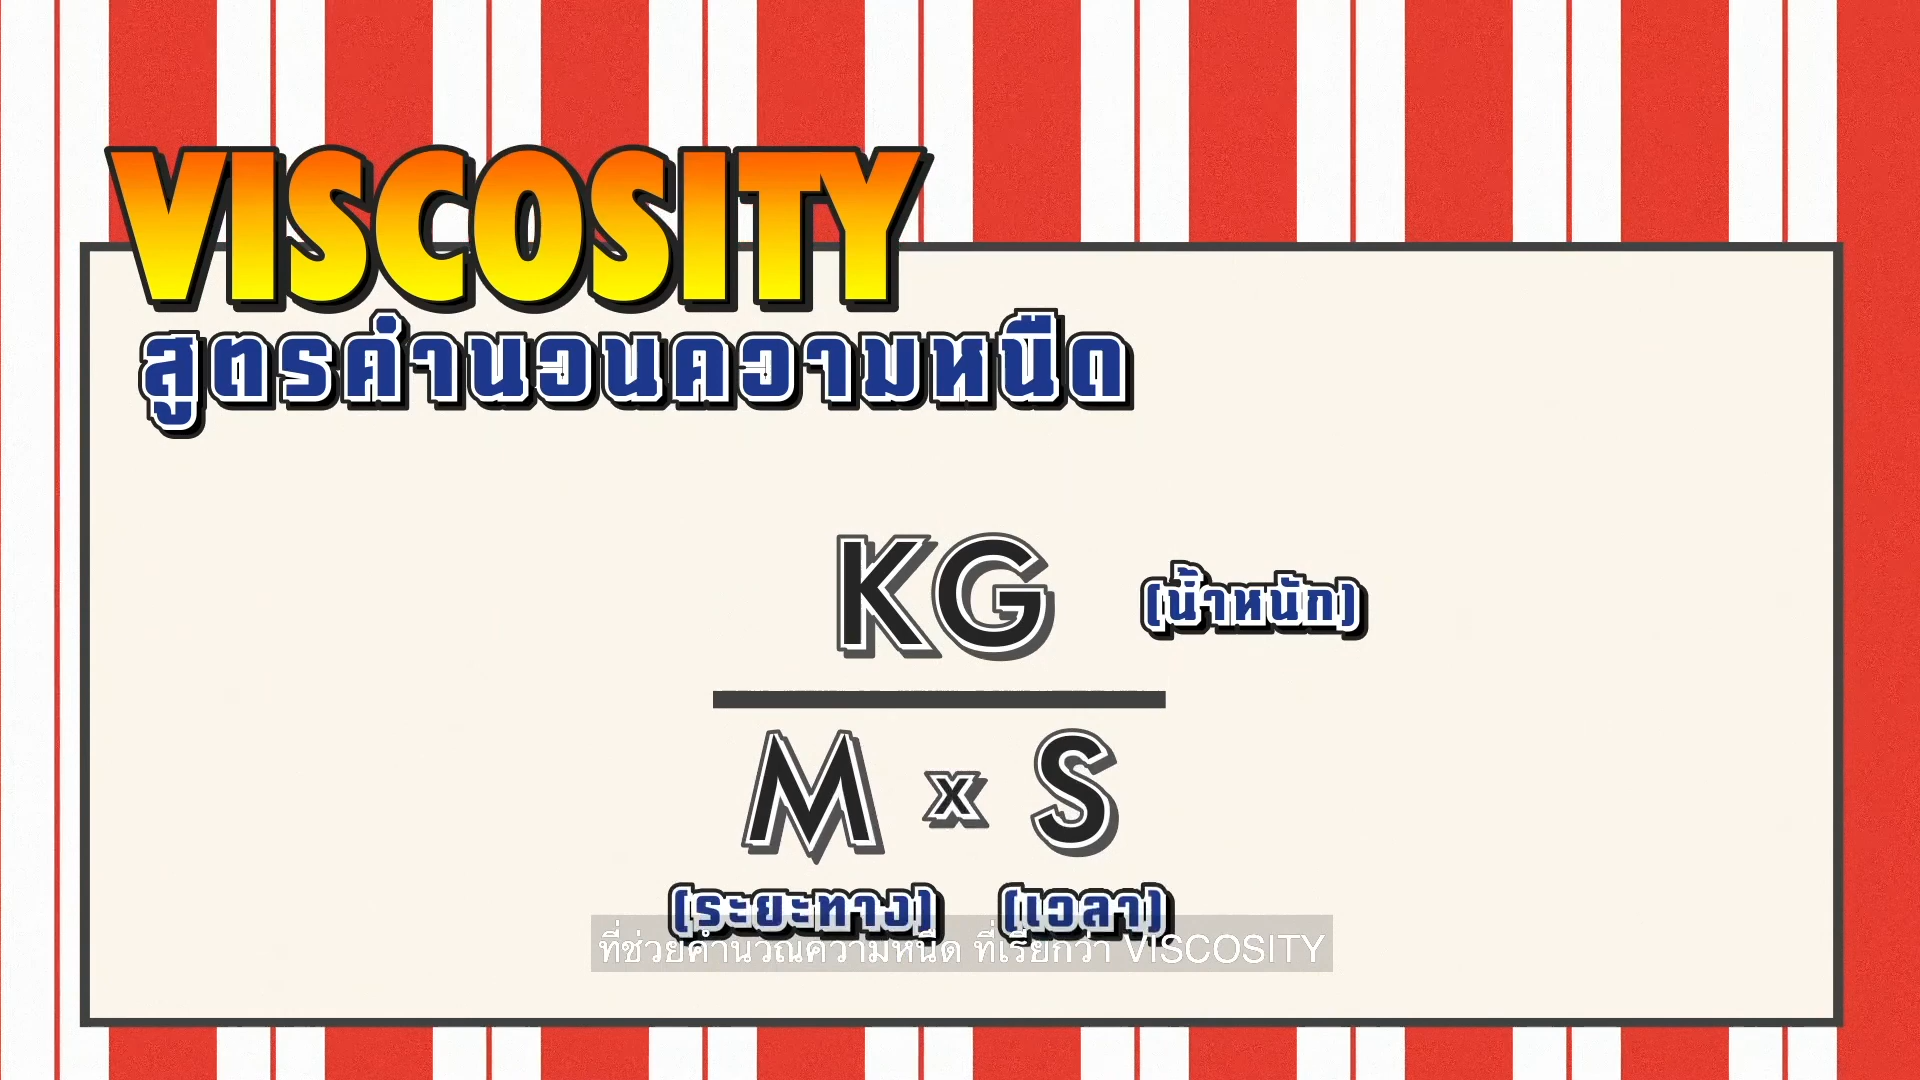 VISCOSITY
สูตรคำนวนความหนืด
KG (น้ำหนัก)
M x S
(ระยะทาง) (เวลา)
ที่ช่วยคำนวณความหนืด ที่เรียกว่า VISCOSITY